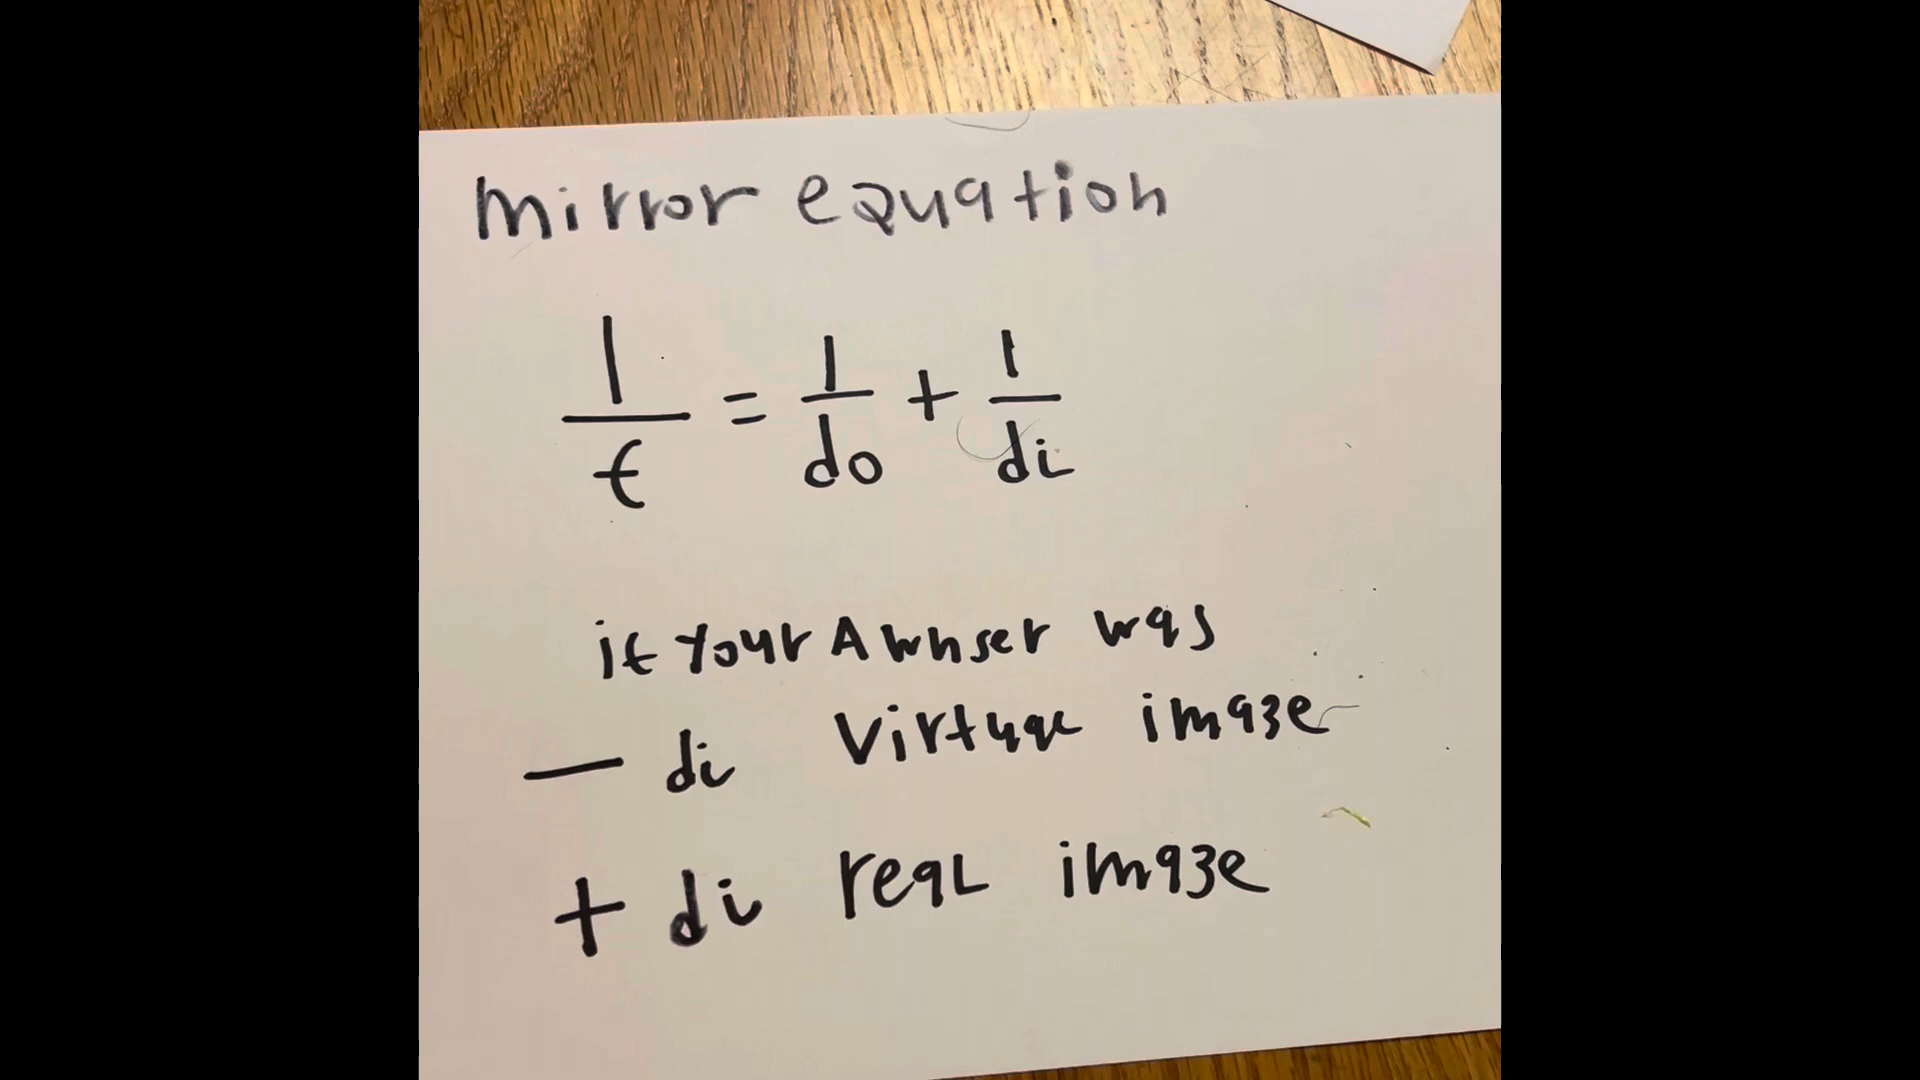 mirror equation
1/f = 1/do + 1/di
if your Awnser was
− di virtual image
+ di real image